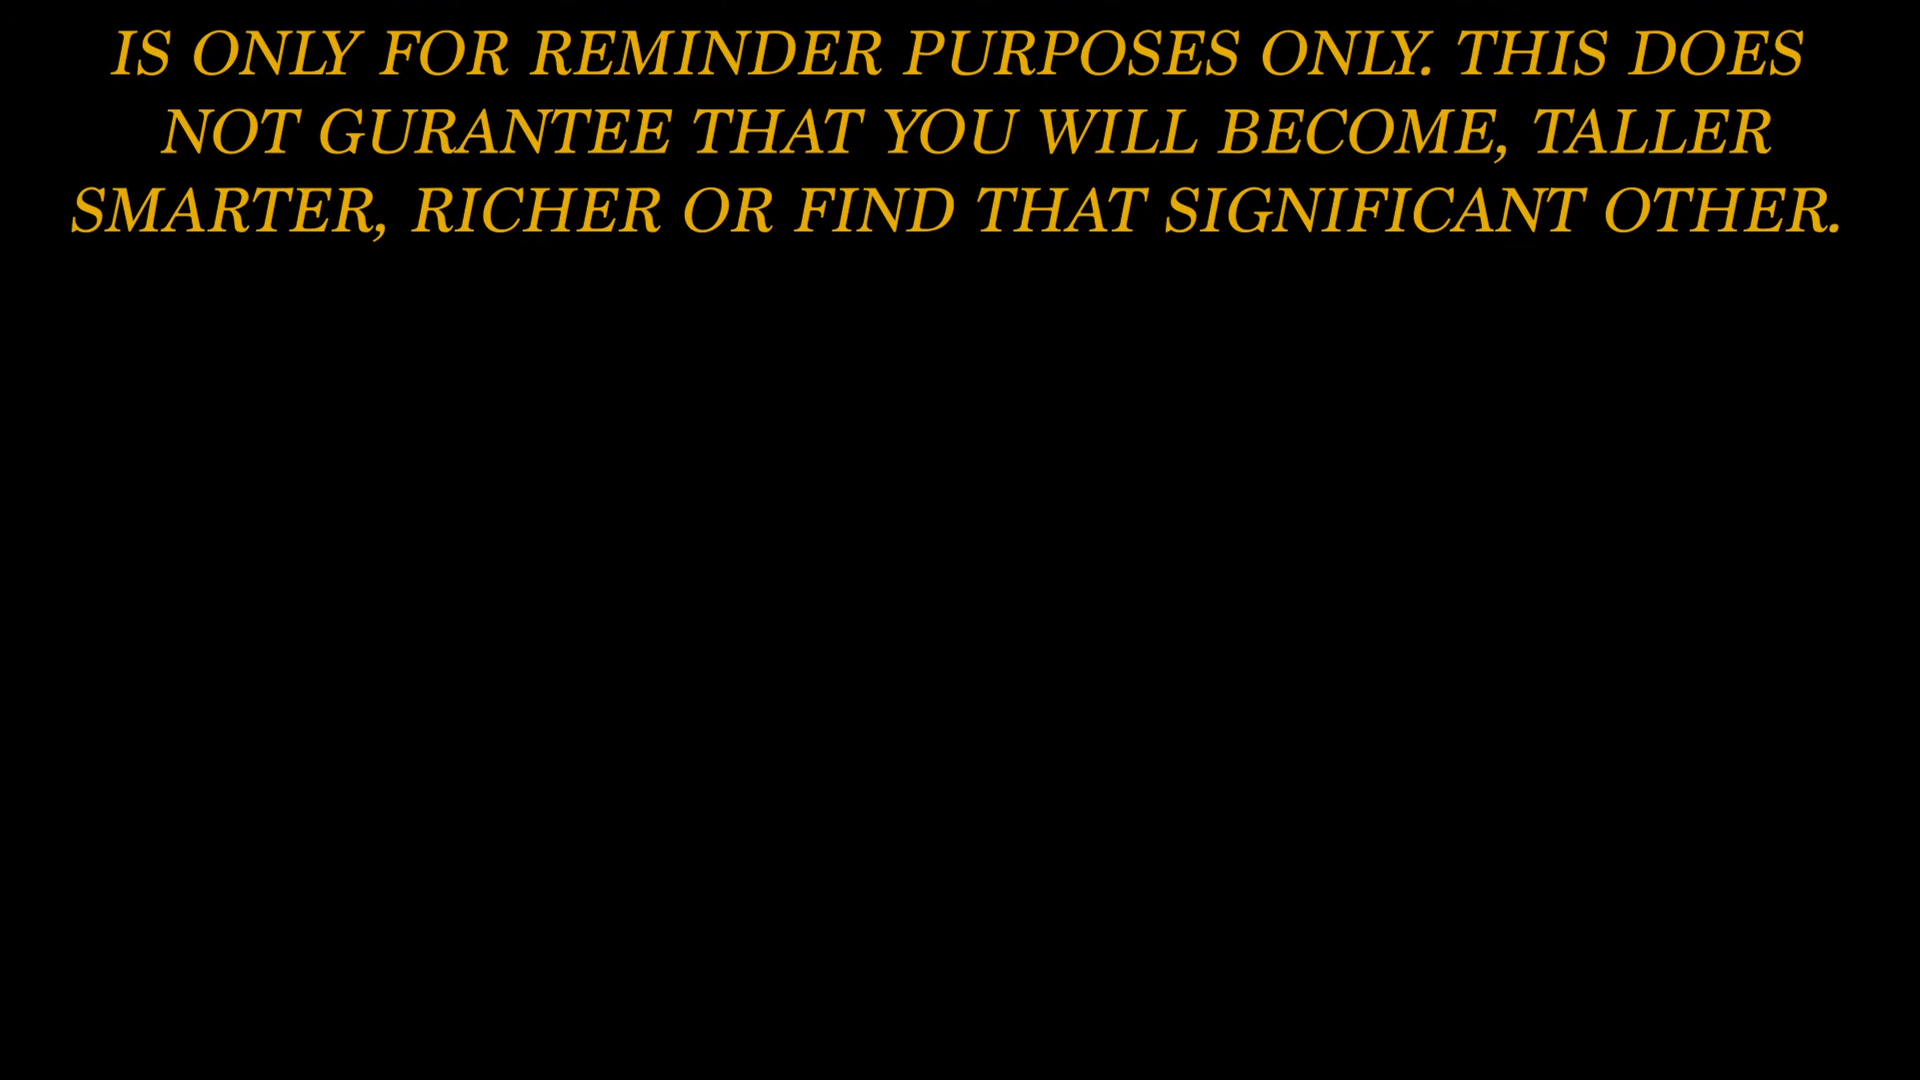 IS ONLY FOR REMINDER PURPOSES ONLY. THIS DOES
NOT GURANTEE THAT YOU WILL BECOME, TALLER
SMARTER, RICHER OR FIND THAT SIGNIFICANT OTHER.